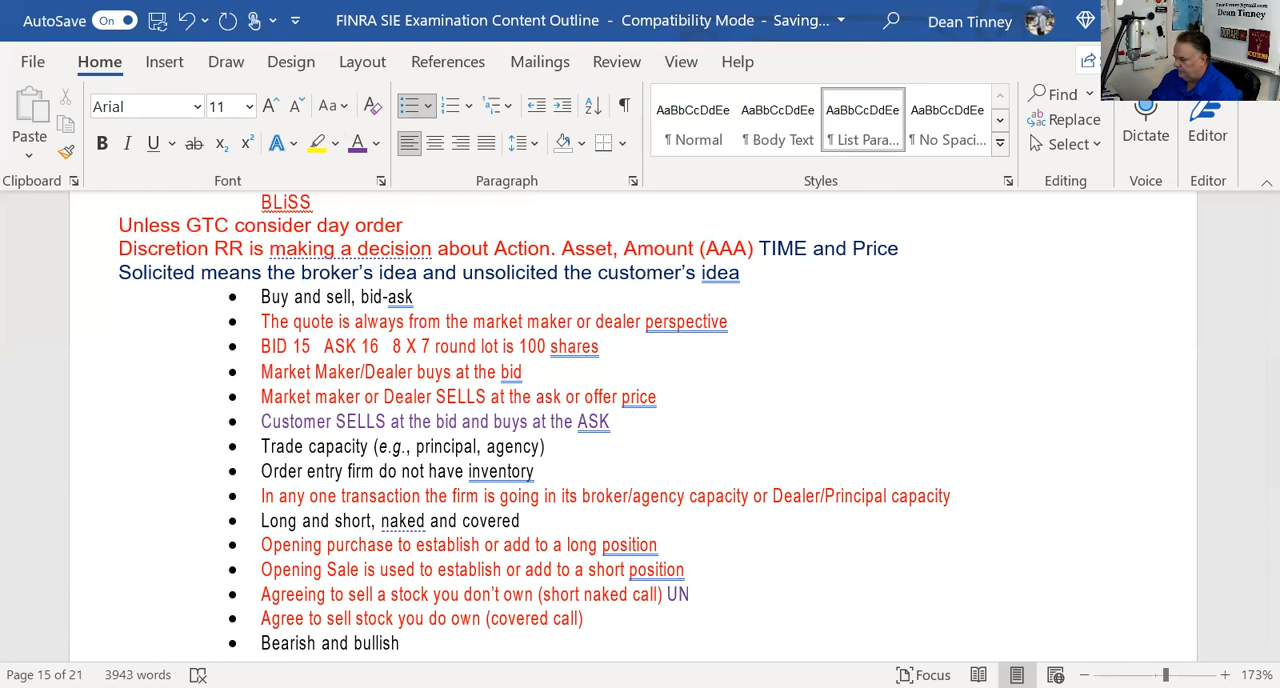 AutoSave On FINRA SIE Examination Content Outline - Compatibility Mode - Saving... Dean Tinney
Dean Tinney
File Home Insert Draw Design Layout References Mailings Review View Help
Paste
Arial 11 Aa
AaBbCcDdEe AaBbCcDdEe AaBbCcDdEe AaBbCcDdEe
¶ Normal ¶ Body Text ¶ List Para... ¶ No Spaci...
Find
Replace
Select
Dictate
Editor
Clipboard Font Paragraph Styles Editing Voice Editor
BLiSS
Unless GTC consider day order
Discretion RR is making a decision about Action. Asset, Amount (AAA) TIME and Price
Solicited means the broker's idea and unsolicited the customer's idea
• Buy and sell, bid-ask
• The quote is always from the market maker or dealer perspective
• BID 15 ASK 16 8 X 7 round lot is 100 shares
• Market Maker/Dealer buys at the bid
• Market maker or Dealer SELLS at the ask or offer price
• Customer SELLS at the bid and buys at the ASK
• Trade capacity (e.g., principal, agency)
• Order entry firm do not have inventory
• In any one transaction the firm is going in its broker/agency capacity or Dealer/Principal capacity
• Long and short, naked and covered
• Opening purchase to establish or add to a long position
• Opening Sale is used to establish or add to a short position
• Agreeing to sell a stock you don't own (short naked call) UN
• Agree to sell stock you do own (covered call)
• Bearish and bullish
Page 15 of 21 3943 words Focus 173%